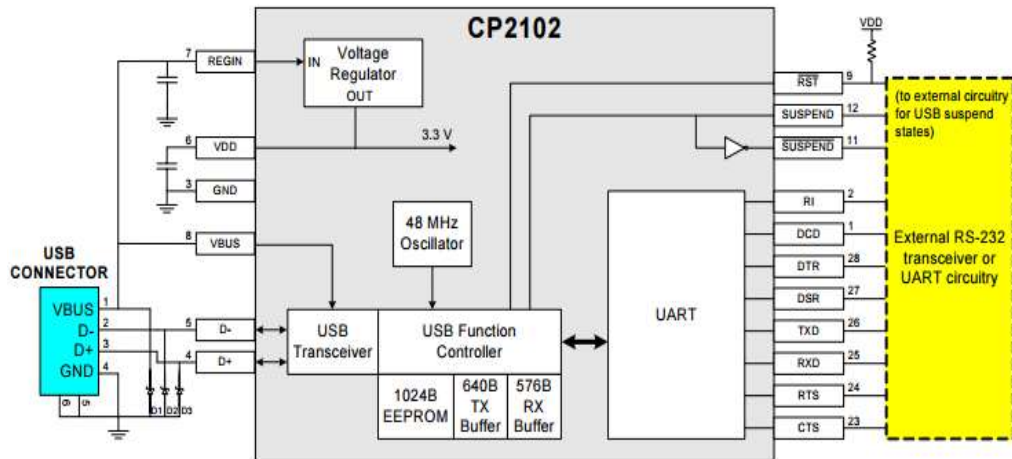 CP2102
7
REGIN
IN
Voltage
Regulator
OUT
6
VDD
3.3 V
3
GND
8
VBUS
48 MHz
Oscillator
USB
CONNECTOR
VBUS
1
D-
2
D+
3
GND
4
6
5
D1
D2
D3
5
D-
4
D+
USB
Transceiver
USB Function
Controller
1024B
EEPROM
640B
TX
Buffer
576B
RX
Buffer
UART
VDD
RST
9
SUSPEND
12
SUSPEND
11
RI
2
DCD
1
DTR
28
DSR
27
TXD
26
RXD
25
RTS
24
CTS
23
(to external circuitry
for USB suspend
states)
External RS-232
transceiver or
UART circuitry